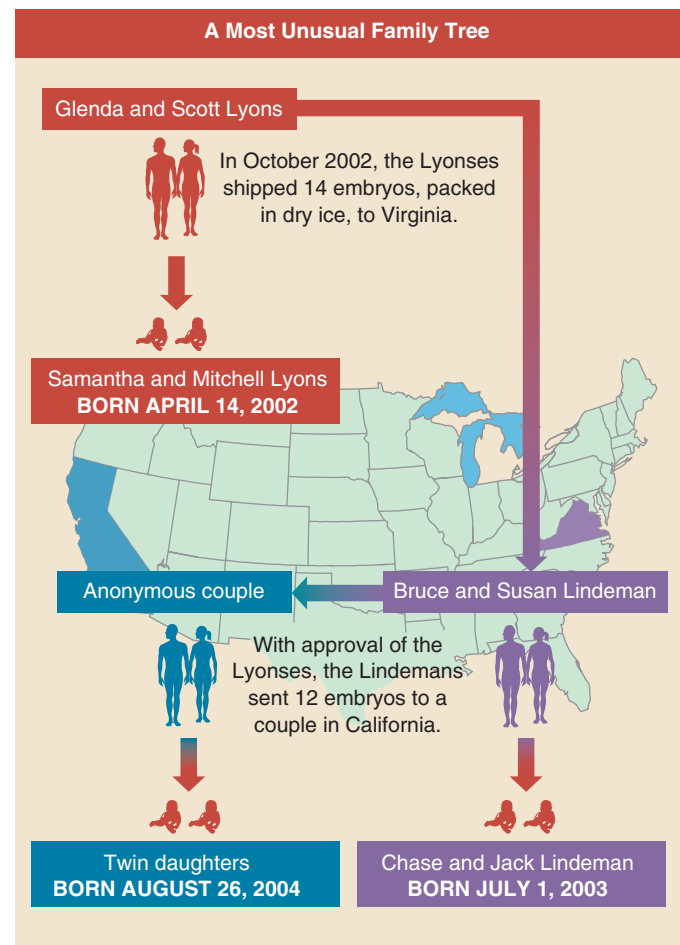 A Most Unusual Family Tree
Glenda and Scott Lyons
In October 2002, the Lyonses
shipped 14 embryos, packed
in dry ice, to Virginia.
Samantha and Mitchell Lyons
BORN APRIL 14, 2002
Anonymous couple
Bruce and Susan Lindeman
With approval of the
Lyonses, the Lindemans
sent 12 embryos to a
couple in California.
Twin daughters
BORN AUGUST 26, 2004
Chase and Jack Lindeman
BORN JULY 1, 2003